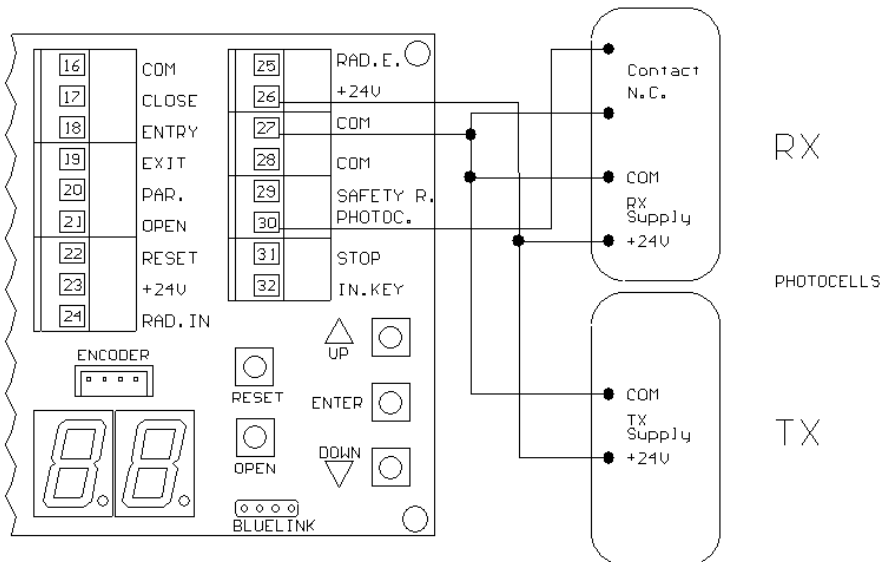 16 COM
17 CLOSE
18 ENTRY
19 EXIT
20 PAR.
21 OPEN
22 RESET
23 +24V
24 RAD.IN
25 RAD.E.
26 +24V
27 COM
28 COM
29 SAFETY R.
30 PHOTOC.
31 STOP
32 IN.KEY
ENCODER
RESET
OPEN
UP
ENTER
DOWN
BLUELINK
Contact
N.C.
COM
RX
Supply
+24V
RX
PHOTOCELLS
COM
TX
Supply
+24V
TX